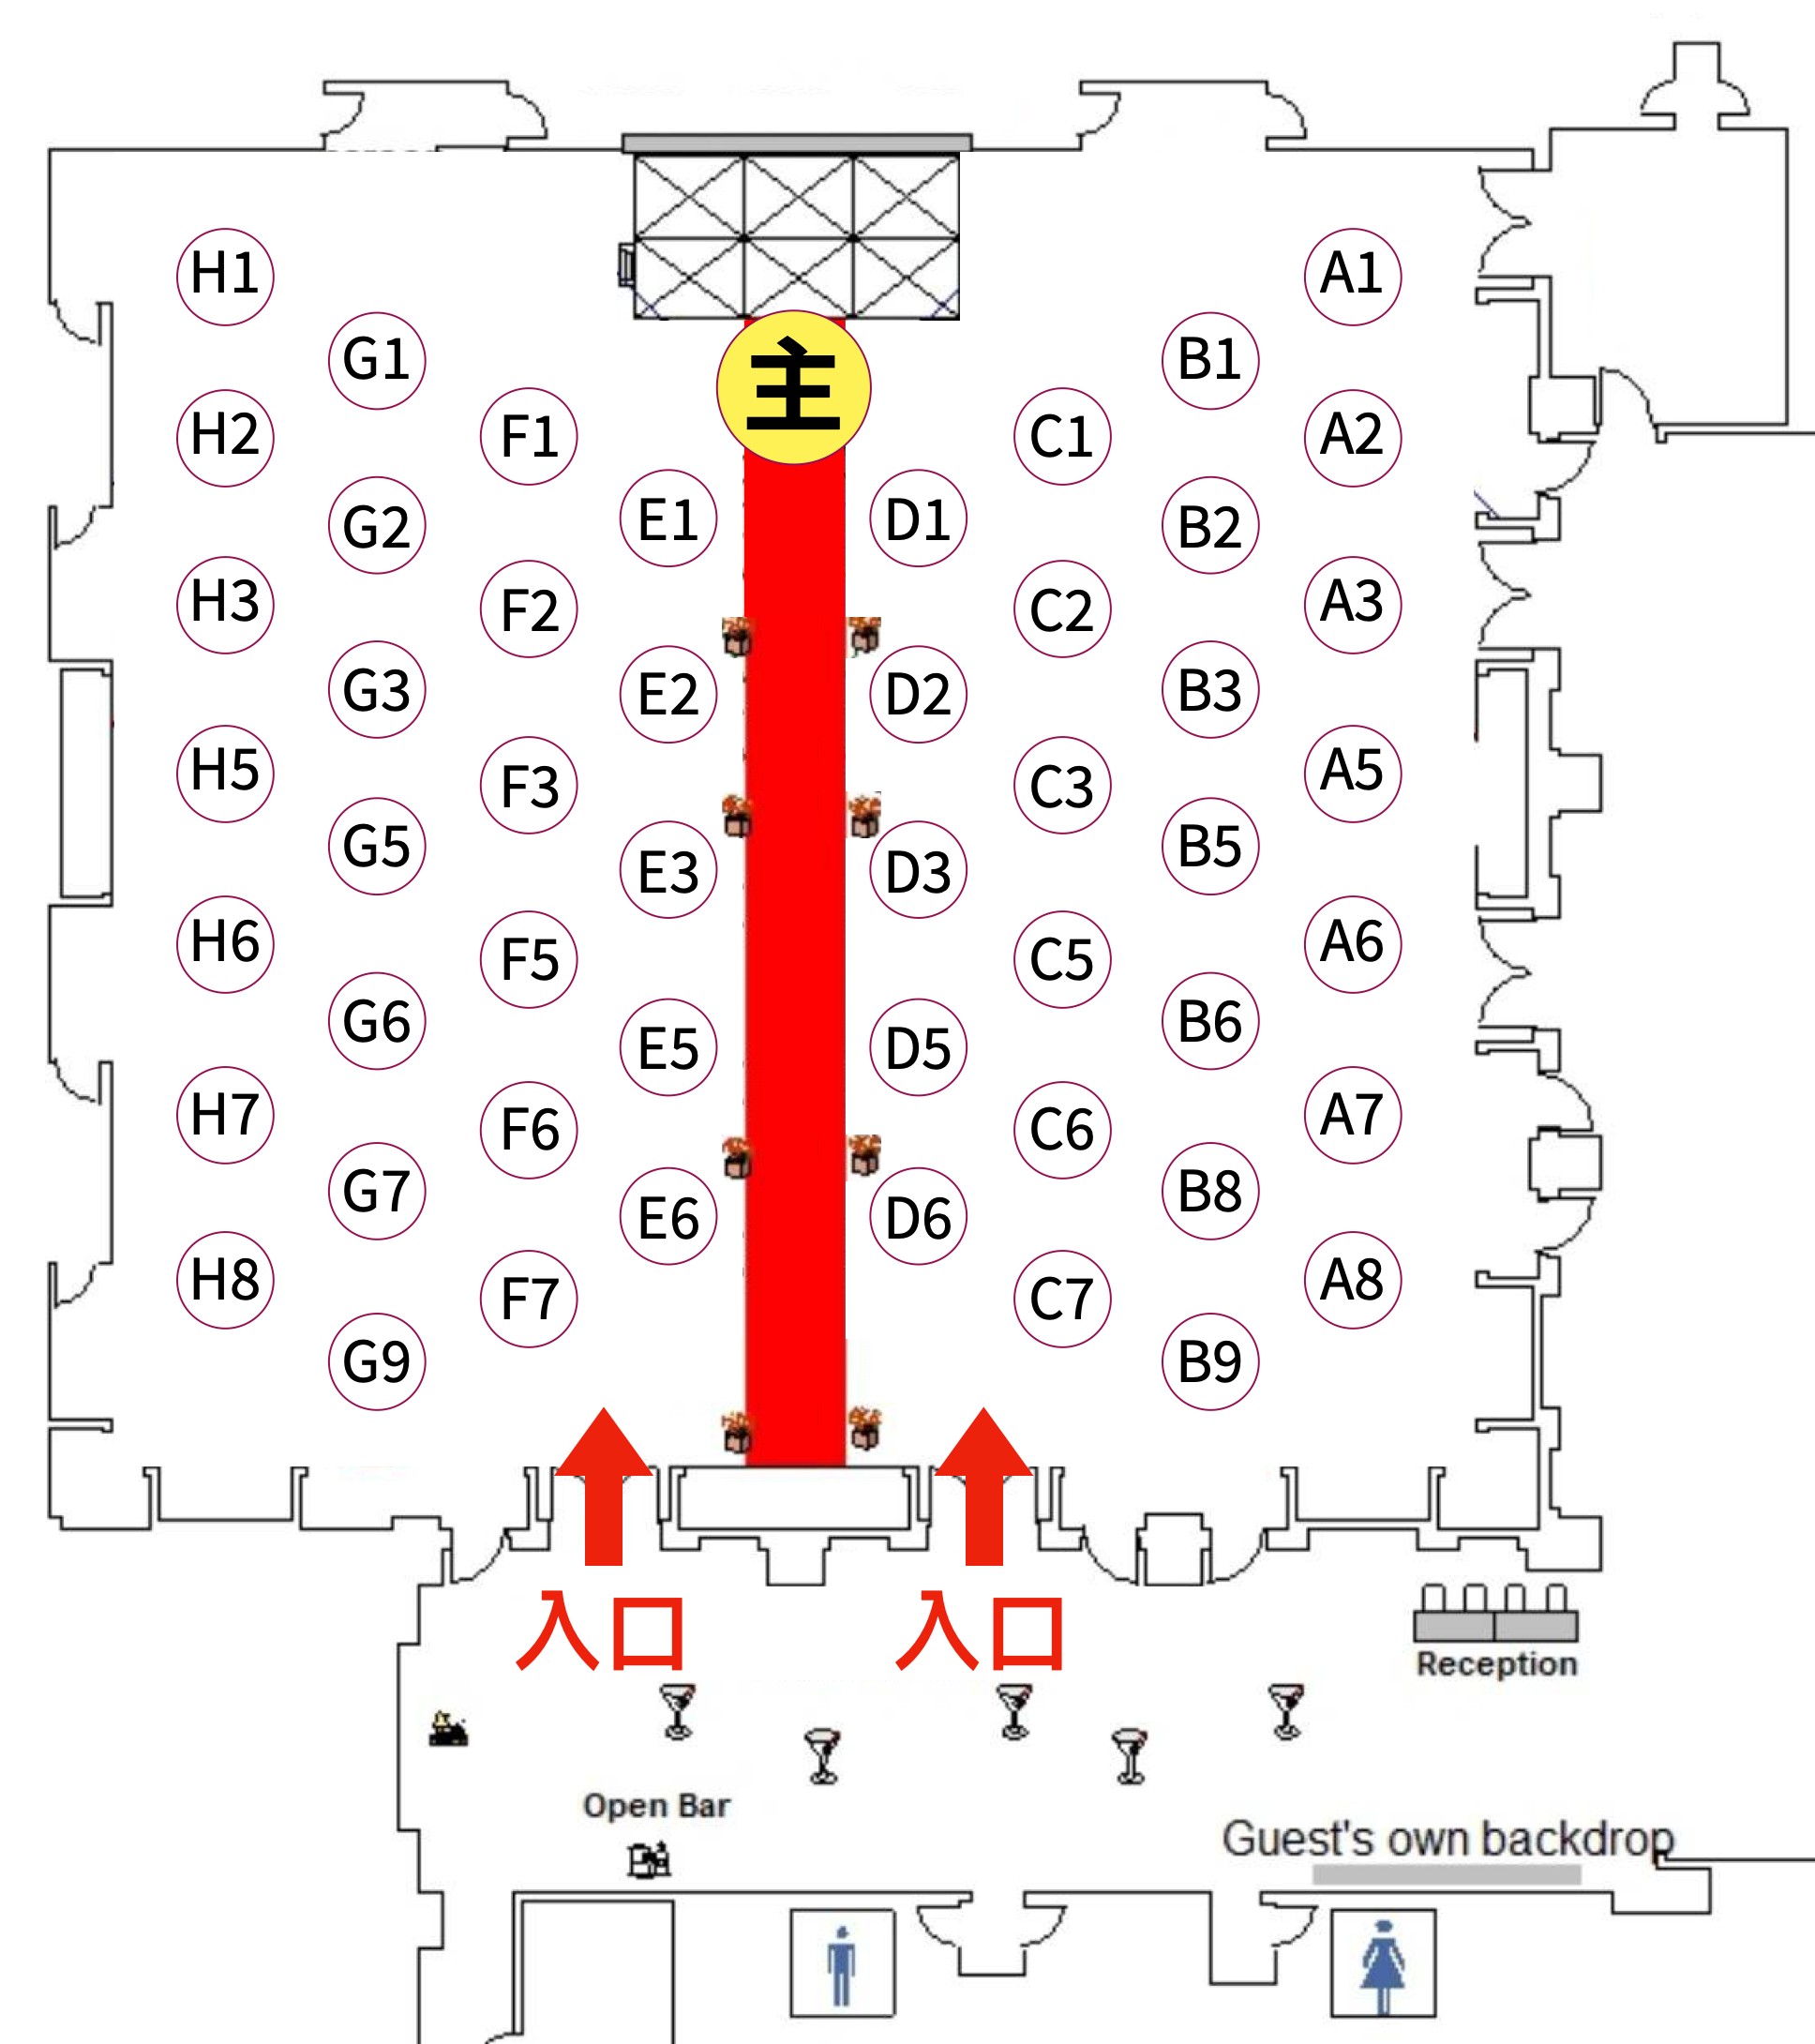 H1 A1
G1 主 B1
H2 F1 C1 A2
G2 E1 D1 B2
H3 F2 C2 A3
G3 E2 D2 B3
H5 F3 C3 A5
G5 E3 D3 B5
H6 F5 C5 A6
G6 E5 D5 B6
H7 F6 C6 A7
G7 E6 D6 B8
H8 F7 C7 A8
G9 B9
入口 入口
Reception
Open Bar
Guest's own backdrop